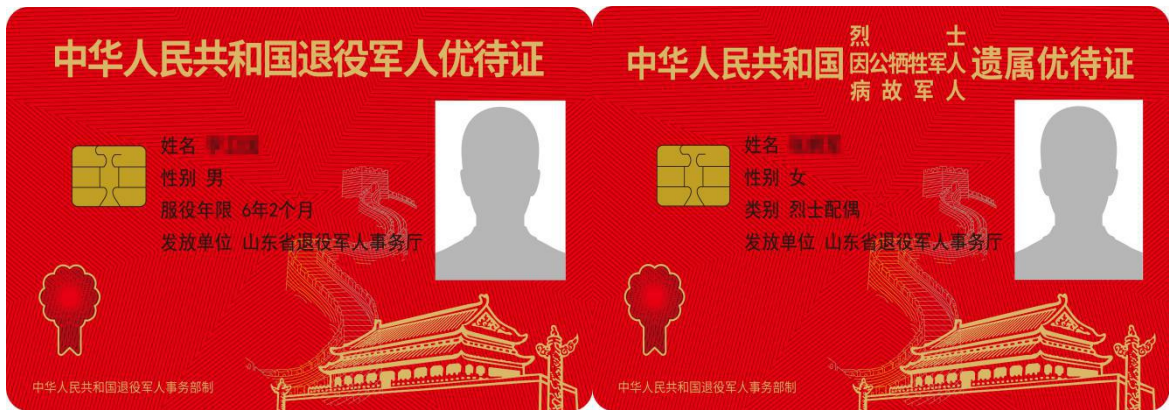 中华人民共和国退役军人优待证
姓名
性别 男
服役年限 6年2个月
发放单位 山东省退役军人事务厅
中华人民共和国退役军人事务部制
中华人民共和国烈士因公牺牲军人病故军人遗属优待证
姓名
性别 女
类别 烈士配偶
发放单位 山东省退役军人事务厅
中华人民共和国退役军人事务部制